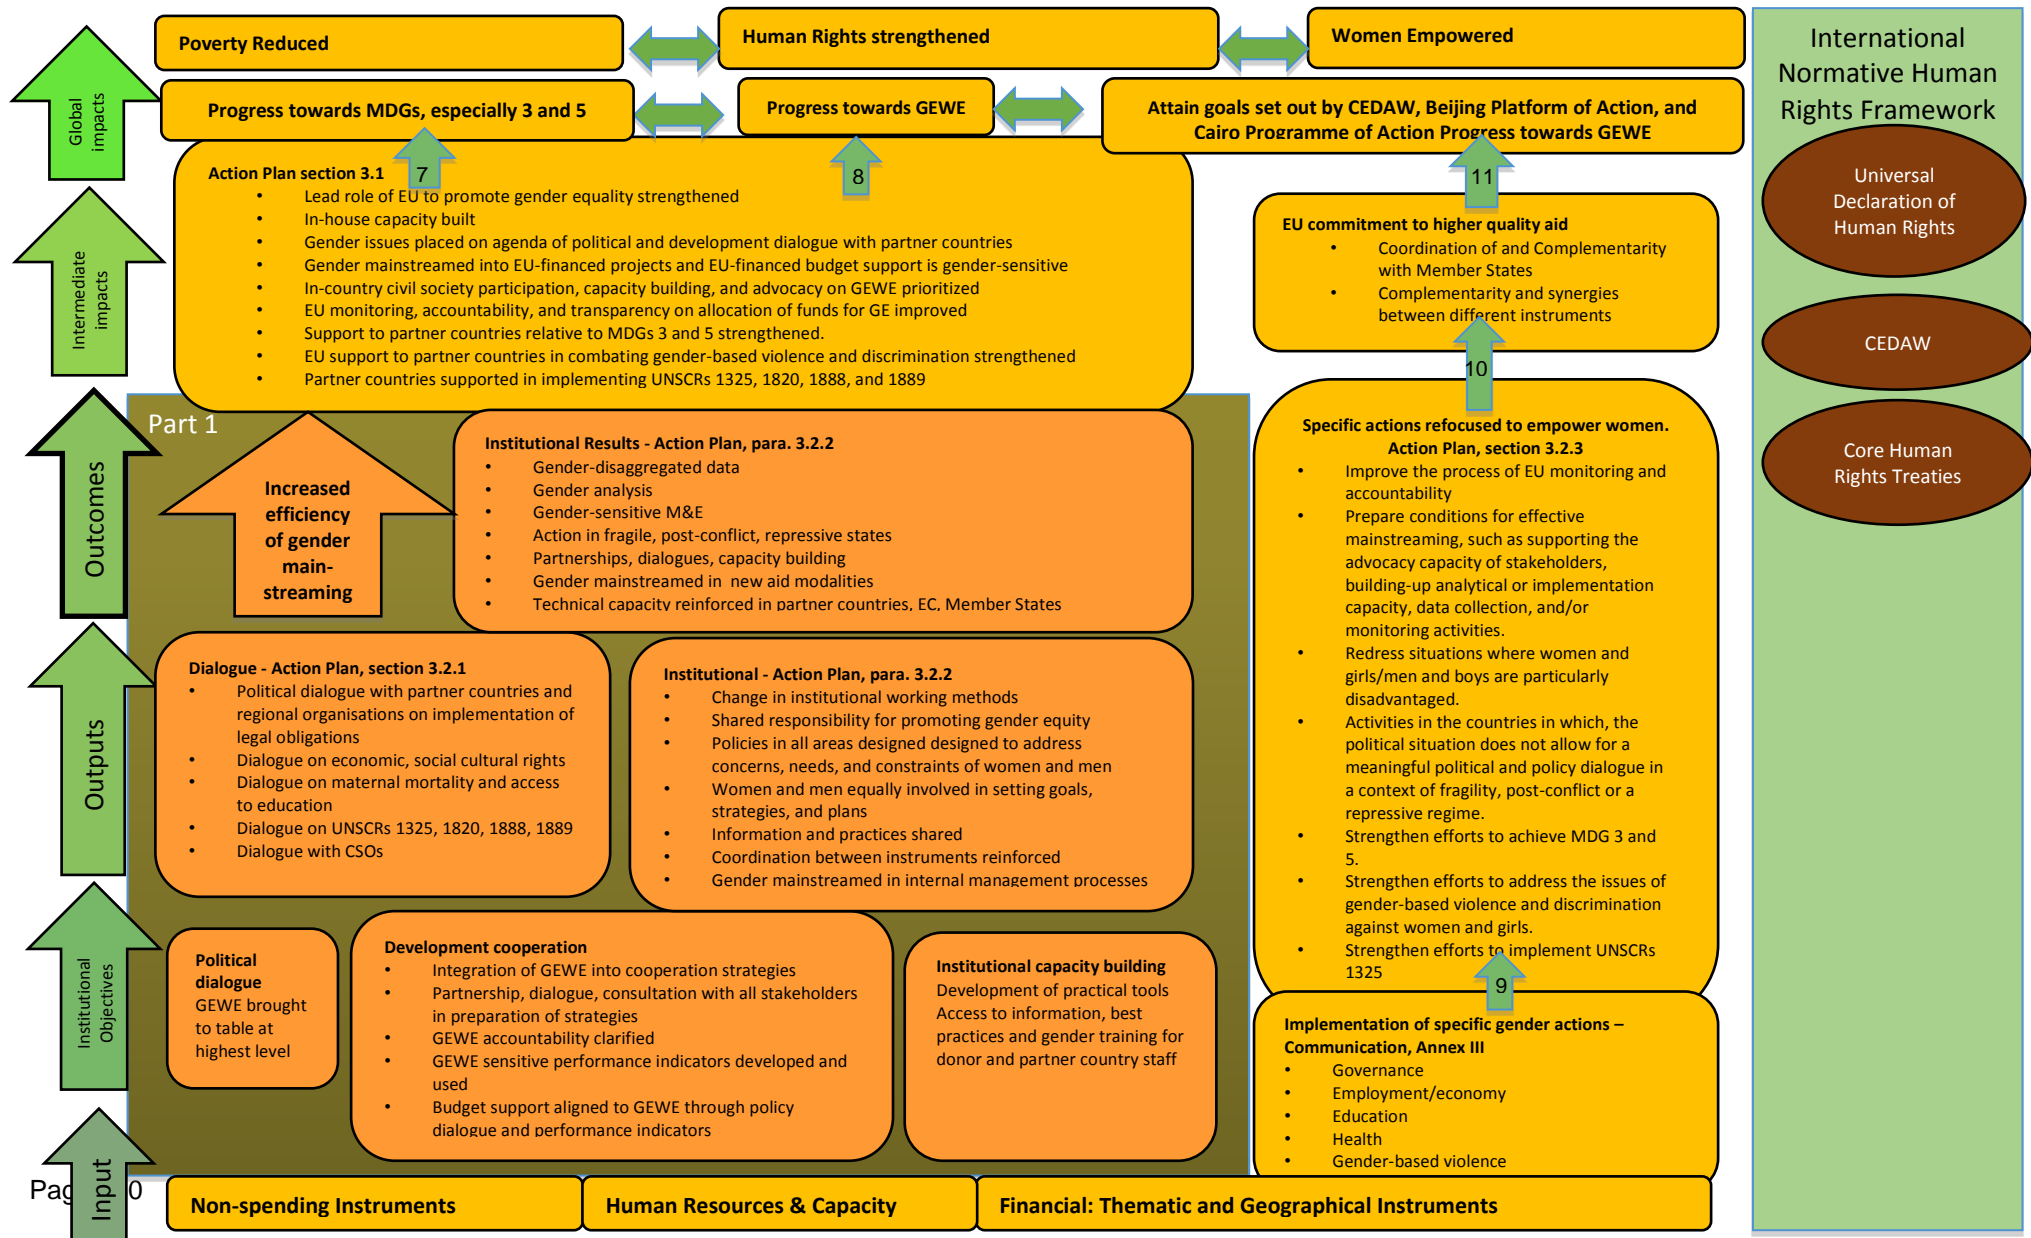 Poverty Reduced
Human Rights strengthened
Women Empowered
International
Normative Human
Rights Framework
Global
impacts
Progress towards MDGs, especially 3 and 5
Progress towards GEWE
Attain goals set out by CEDAW, Beijing Platform of Action, and
Cairo Programme of Action Progress towards GEWE
7
8
11
Universal
Declaration of
Human Rights
CEDAW
Core Human
Rights Treaties
Intermediate
impacts
Action Plan section 3.1
• Lead role of EU to promote gender equality strengthened
• In-house capacity built
• Gender issues placed on agenda of political and development dialogue with partner countries
• Gender mainstreamed into EU-financed projects and EU-financed budget support is gender-sensitive
• In-country civil society participation, capacity building, and advocacy on GEWE prioritized
• EU monitoring, accountability, and transparency on allocation of funds for GE improved
• Support to partner countries relative to MDGs 3 and 5 strengthened.
• EU support to partner countries in combating gender-based violence and discrimination strengthened
• Partner countries supported in implementing UNSCRs 1325, 1820, 1888, and 1889
EU commitment to higher quality aid
• Coordination of and Complementarity
with Member States
• Complementarity and synergies
between different instruments
10
Outcomes
Part 1
Increased
efficiency
of gender
main-
streaming
Institutional Results - Action Plan, para. 3.2.2
• Gender-disaggregated data
• Gender analysis
• Gender-sensitive M&E
• Action in fragile, post-conflict, repressive states
• Partnerships, dialogues, capacity building
• Gender mainstreamed in new aid modalities
• Technical capacity reinforced in partner countries, EC, Member States
Specific actions refocused to empower women.
Action Plan, section 3.2.3
• Improve the process of EU monitoring and
accountability
• Prepare conditions for effective
mainstreaming, such as supporting the
advocacy capacity of stakeholders,
building-up analytical or implementation
capacity, data collection, and/or
monitoring activities.
• Redress situations where women and
girls/men and boys are particularly
disadvantaged.
• Activities in the countries in which, the
political situation does not allow for a
meaningful political and policy dialogue in
a context of fragility, post-conflict or a
repressive regime.
• Strengthen efforts to achieve MDG 3 and
5.
• Strengthen efforts to address the issues of
gender-based violence and discrimination
against women and girls.
• Strengthen efforts to implement UNSCRs
1325
9
Outputs
Dialogue - Action Plan, section 3.2.1
• Political dialogue with partner countries and
regional organisations on implementation of
legal obligations
• Dialogue on economic, social cultural rights
• Dialogue on maternal mortality and access
to education
• Dialogue on UNSCRs 1325, 1820, 1888, 1889
• Dialogue with CSOs
Institutional - Action Plan, para. 3.2.2
• Change in institutional working methods
• Shared responsibility for promoting gender equity
• Policies in all areas designed designed to address
concerns, needs, and constraints of women and men
• Women and men equally involved in setting goals,
strategies, and plans
• Information and practices shared
• Coordination between instruments reinforced
• Gender mainstreamed in internal management processes
Institutional
Objectives
Political
dialogue
GEWE brought
to table at
highest level
Development cooperation
• Integration of GEWE into cooperation strategies
• Partnership, dialogue, consultation with all stakeholders
in preparation of strategies
• GEWE accountability clarified
• GEWE sensitive performance indicators developed and
used
• Budget support aligned to GEWE through policy
dialogue and performance indicators
Institutional capacity building
Development of practical tools
Access to information, best
practices and gender training for
donor and partner country staff
Implementation of specific gender actions –
Communication, Annex III
• Governance
• Employment/economy
• Education
• Health
• Gender-based violence
Input
Non-spending Instruments
Human Resources & Capacity
Financial: Thematic and Geographical Instruments